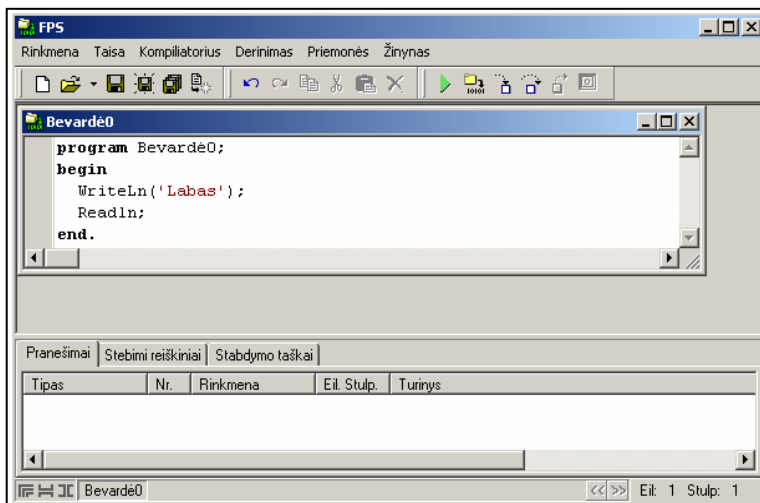 FPS
Rinkmena Taisa Kompiliatorius Derinimas Priemonės Žinynas
Bevardė0
program Bevardė0;
begin
WriteLn('Labas');
Readln;
end.
Pranešimai Stebimi reiškiniai Stabdymo taškai
Tipas Nr. Rinkmena Eil. Stulp. Turinys
Bevardė0 << >> Eil: 1 Stulp: 1